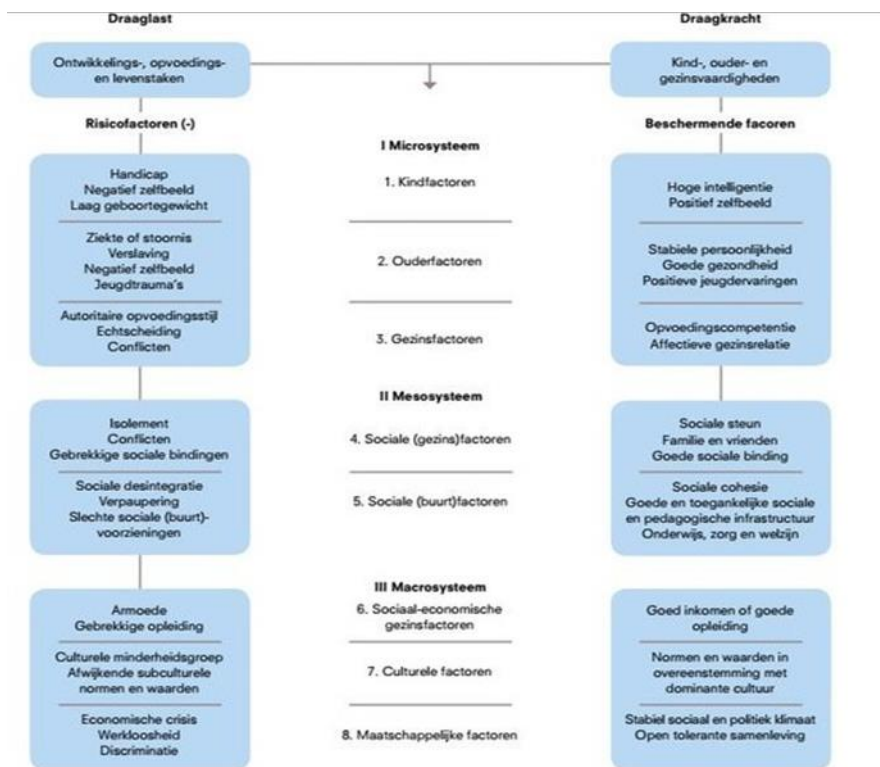 Draaglast
Draagkracht
Ontwikkelings-, opvoedings-
en levenstaken
Kind-, ouder- en
gezinsvaardigheden
Risicofactoren (-)
Beschermende facoren
I Microsysteem
Handicap
Negatief zelfbeeld
Laag geboortegewicht
1. Kindfactoren
Hoge intelligentie
Positief zelfbeeld
Ziekte of stoornis
Verslaving
Negatief zelfbeeld
Jeugdtrauma's
2. Ouderfactoren
Stabiele persoonlijkheid
Goede gezondheid
Positieve jeugdervaringen
Autoritaire opvoedingsstijl
Echtscheiding
Conflicten
3. Gezinsfactoren
Opvoedingscompetentie
Affectieve gezinsrelatie
II Mesosysteem
Isolement
Conflicten
Gebrekkige sociale bindingen
4. Sociale (gezins)factoren
Sociale steun
Familie en vrienden
Goede sociale binding
Sociale desintegratie
Verpaupering
Slechte sociale (buurt)-
voorzieningen
5. Sociale (buurt)factoren
Sociale cohesie
Goede en toegankelijke sociale
en pedagogische infrastructuur
Onderwijs, zorg en welzijn
III Macrosysteem
Armoede
Gebrekkige opleiding
6. Sociaal-economische
gezinsfactoren
Goed inkomen of goede
opleiding
Culturele minderheidsgroep
Afwijkende subculturele
normen en waarden
7. Culturele factoren
Normen en waarden in
overeenstemming met
dominante cultuur
Economische crisis
Werkloosheid
Discriminatie
8. Maatschappelijke factoren
Stabiel sociaal en politiek klimaat
Open tolerante samenleving